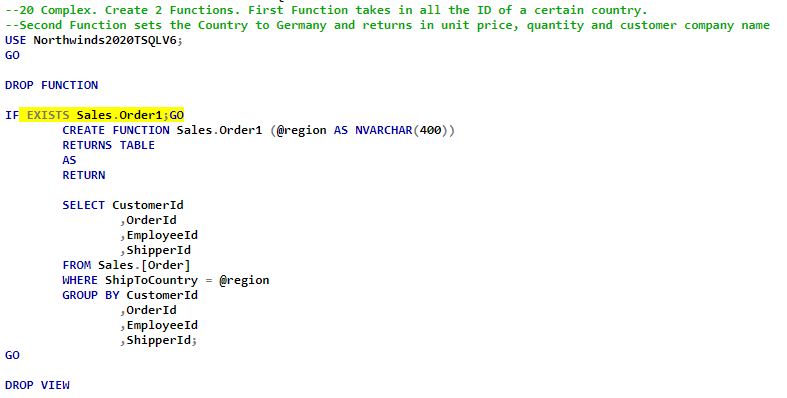 --20 Complex. Create 2 Functions. First Function takes in all the ID of a certain country.
--Second Function sets the Country to Germany and returns in unit price, quantity and customer company name
USE Northwinds2020TSQLV6;
GO
DROP FUNCTION
IF EXISTS Sales.Order1;GO
CREATE FUNCTION Sales.Order1 (@region AS NVARCHAR(400))
RETURNS TABLE
AS
RETURN
SELECT CustomerId
,OrderId
,EmployeeId
,ShipperId
FROM Sales.[Order]
WHERE ShipToCountry = @region
GROUP BY CustomerId
,OrderId
,EmployeeId
,ShipperId;
GO
DROP VIEW